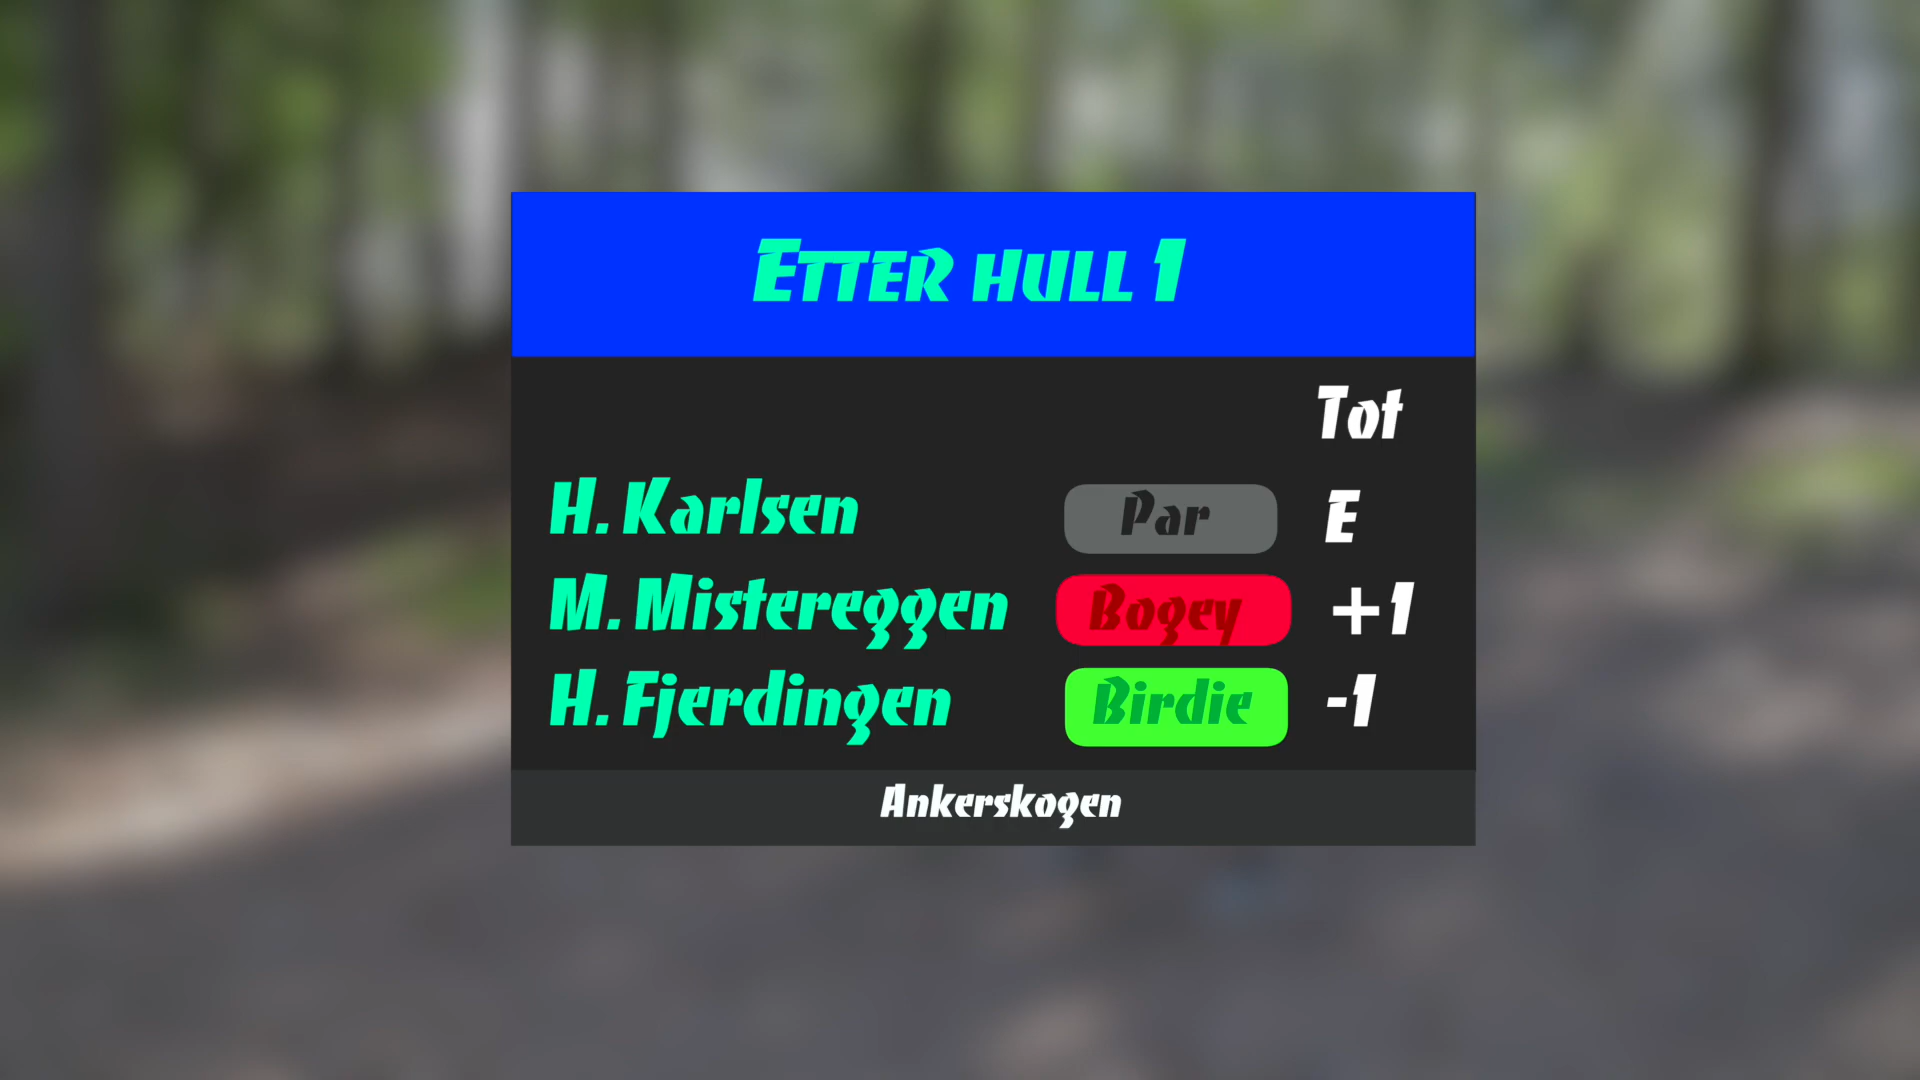 Etter hull 1
Tot
H. Karlsen Par E
M. Mistereggen Bogey +1
H. Fjerdingen Birdie -1
Ankerskogen